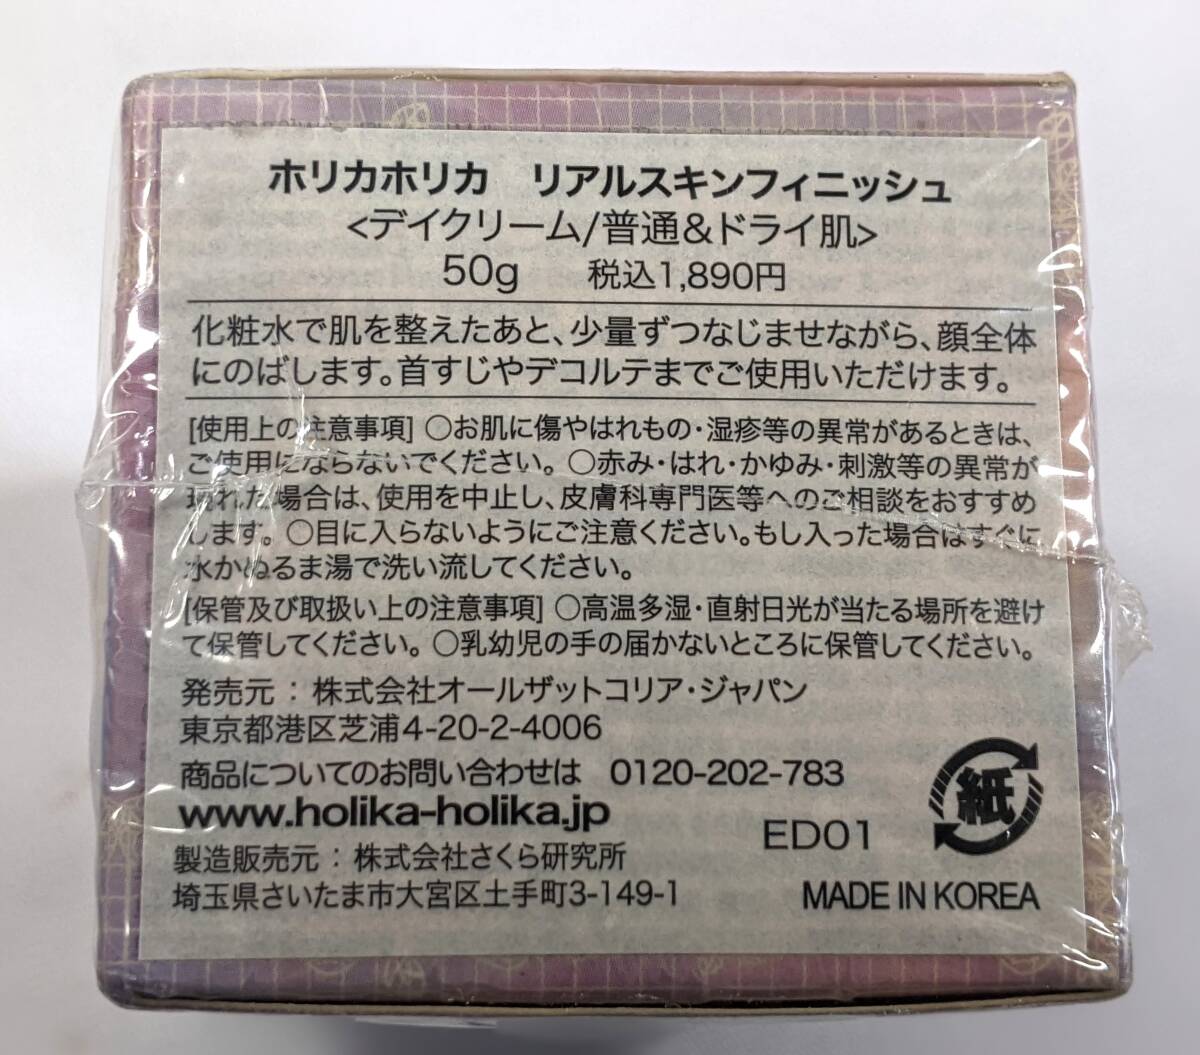 ホリカホリカ　リアルスキンフィニッシュ
<デイクリーム/普通&ドライ肌>
50g　税込1,890円
化粧水で肌を整えたあと、少量ずつなじませながら、顔全体
にのばします。首すじやデコルテまでご使用いただけます。
[使用上の注意事項] ○お肌に傷やはれもの・湿疹等の異常があるときは、
ご使用にならないでください。○赤み・はれ・かゆみ・刺激等の異常が
現れた場合は、使用を中止し、皮膚科専門医等へのご相談をおすすめ
します。○目に入らないようにご注意ください。もし入った場合はすぐに
水かぬるま湯で洗い流してください。
[保管及び取扱い上の注意事項] ○高温多湿・直射日光が当たる場所を避け
て保管してください。○乳幼児の手の届かないところに保管してください。
発売元：株式会社オールザットコリア・ジャパン
東京都港区芝浦4-20-2-4006
商品についてのお問い合わせは　0120-202-783
www.holika-holika.jp
紙
ED01
製造販売元：株式会社さくら研究所
埼玉県さいたま市大宮区土手町3-149-1
MADE IN KOREA